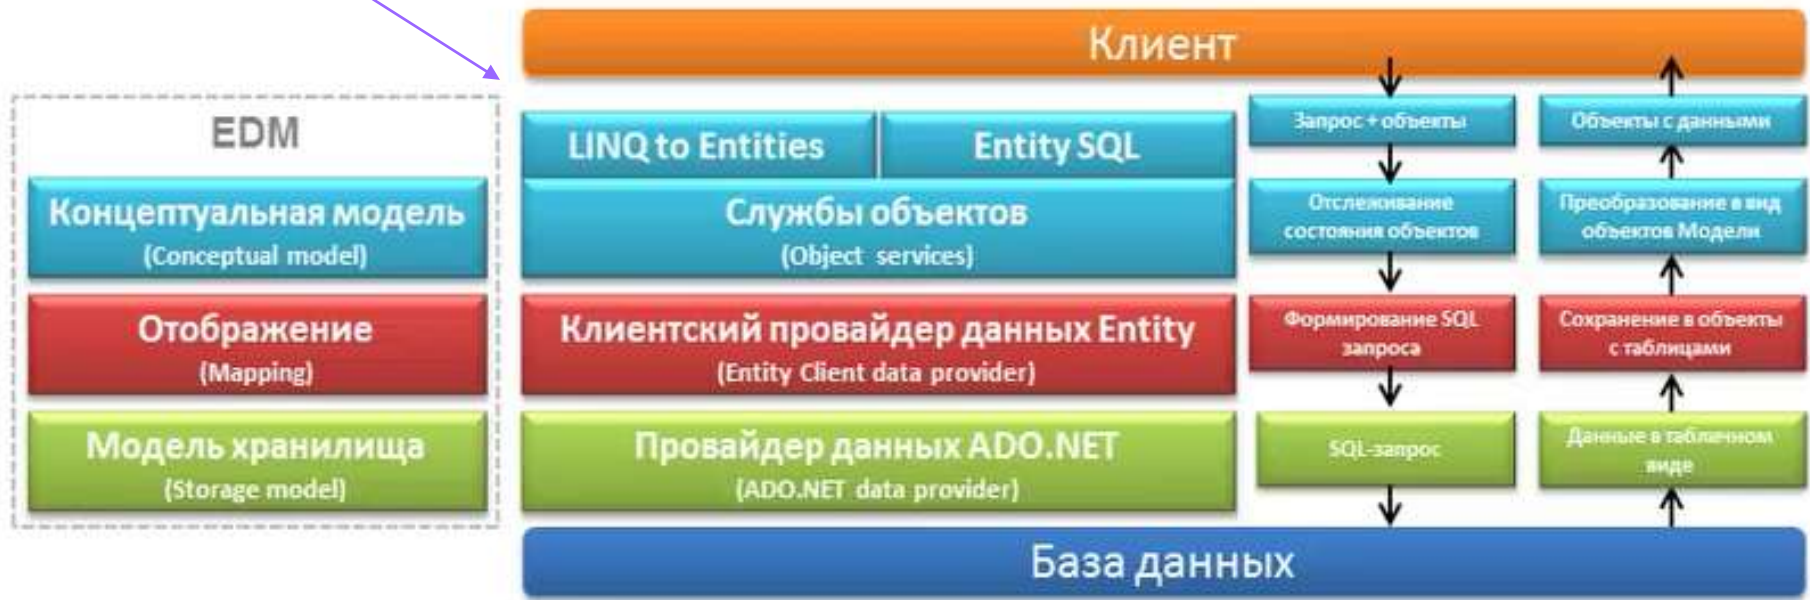 Клиент
EDM
Концептуальная модель
(Conceptual model)
Отображение
(Mapping)
Модель хранилища
(Storage model)
LINQ to Entities
Entity SQL
Службы объектов
(Object services)
Клиентский провайдер данных Entity
(Entity Client data provider)
Провайдер данных ADO.NET
(ADO.NET data provider)
Запрос + объекты
Отслеживание
состояния объектов
Формирование SQL
запроса
SQL-запрос
Объекты с данными
Преобразование в вид
объектов Модели
Сохранение в объекты
с таблицами
Данные в табличном
виде
База данных